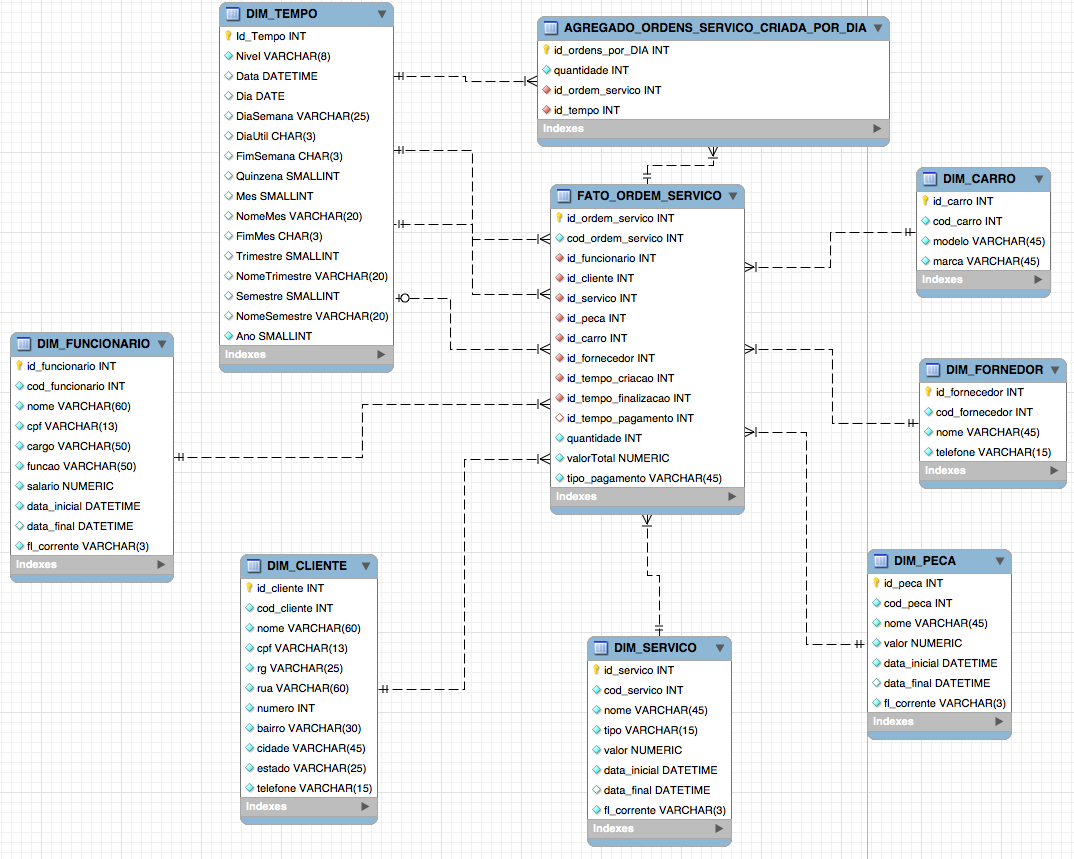 DIM_TEMPO
Id_Tempo INT
Nivel VARCHAR(8)
Data DATETIME
Dia DATE
DiaSemana VARCHAR(25)
DiaUtil CHAR(3)
FimSemana CHAR(3)
Quinzena SMALLINT
Mes SMALLINT
NomeMes VARCHAR(20)
FimMes CHAR(3)
Trimestre SMALLINT
NomeTrimestre VARCHAR(20)
Semestre SMALLINT
NomeSemestre VARCHAR(20)
Ano SMALLINT
Indexes
AGREGADO_ORDENS_SERVICO_CRIADA_POR_DIA
id_ordens_por_DIA INT
quantidade INT
id_ordem_servico INT
id_tempo INT
Indexes
FATO_ORDEM_SERVICO
id_ordem_servico INT
cod_ordem_servico INT
id_funcionario INT
id_cliente INT
id_servico INT
id_peca INT
id_carro INT
id_fornecedor INT
id_tempo_criacao INT
id_tempo_finalizacao INT
id_tempo_pagamento INT
quantidade INT
valorTotal NUMERIC
tipo_pagamento VARCHAR(45)
Indexes
DIM_CARRO
id_carro INT
cod_carro INT
modelo VARCHAR(45)
marca VARCHAR(45)
Indexes
DIM_FUNCIONARIO
id_funcionario INT
cod_funcionario INT
nome VARCHAR(60)
cpf VARCHAR(13)
cargo VARCHAR(50)
funcao VARCHAR(50)
salario NUMERIC
data_inicial DATETIME
data_final DATETIME
fl_corrente VARCHAR(3)
Indexes
DIM_FORNEDOR
id_fornecedor INT
cod_fornecedor INT
nome VARCHAR(45)
telefone VARCHAR(15)
Indexes
DIM_CLIENTE
id_cliente INT
cod_cliente INT
nome VARCHAR(60)
cpf VARCHAR(13)
rg VARCHAR(25)
rua VARCHAR(60)
numero INT
bairro VARCHAR(30)
cidade VARCHAR(45)
estado VARCHAR(25)
telefone VARCHAR(15)
Indexes
DIM_SERVICO
id_servico INT
cod_servico INT
nome VARCHAR(45)
tipo VARCHAR(15)
valor NUMERIC
data_inicial DATETIME
data_final DATETIME
fl_corrente VARCHAR(3)
Indexes
DIM_PECA
id_peca INT
cod_peca INT
nome VARCHAR(45)
valor NUMERIC
data_inicial DATETIME
data_final DATETIME
fl_corrente VARCHAR(3)
Indexes